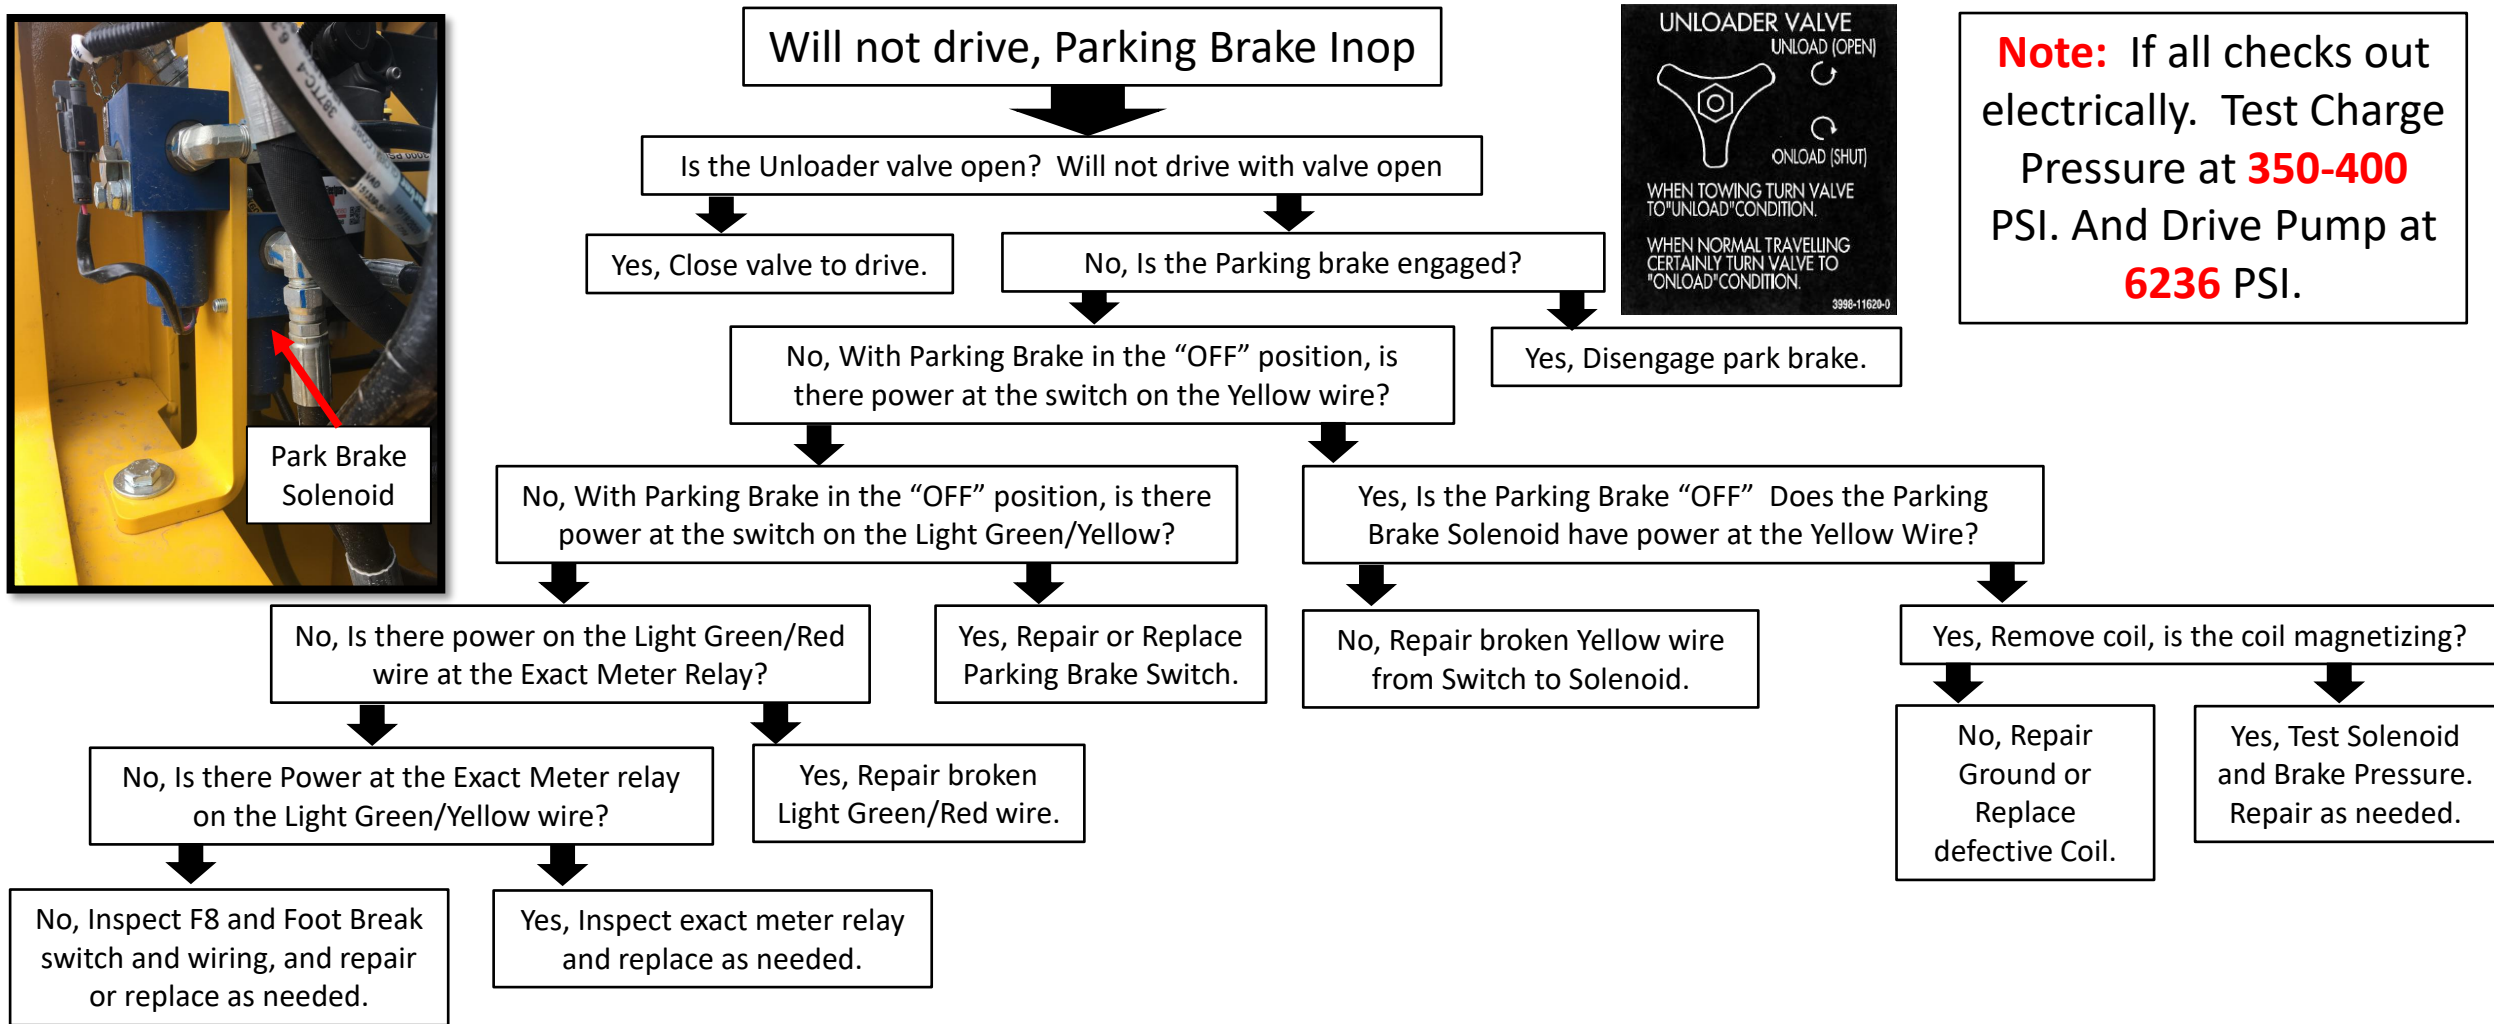 Will not drive, Parking Brake Inop
UNLOADER VALVE
UNLOAD (OPEN)
ONLOAD (SHUT)
WHEN TOWING TURN VALVE
TO"UNLOAD"CONDITION.
WHEN NORMAL TRAVELLING
CERTAINLY TURN VALVE TO
"ONLOAD"CONDITION.
3998-11620-0
Note: If all checks out
electrically. Test Charge
Pressure at 350-400
PSI. And Drive Pump at
6236 PSI.
Is the Unloader valve open? Will not drive with valve open
Yes, Close valve to drive.
No, Is the Parking brake engaged?
No, With Parking Brake in the “OFF” position, is
there power at the switch on the Yellow wire?
Yes, Disengage park brake.
Park Brake
Solenoid
No, With Parking Brake in the “OFF” position, is there
power at the switch on the Light Green/Yellow?
Yes, Is the Parking Brake “OFF” Does the Parking
Brake Solenoid have power at the Yellow Wire?
No, Is there power on the Light Green/Red
wire at the Exact Meter Relay?
Yes, Repair or Replace
Parking Brake Switch.
No, Repair broken Yellow wire
from Switch to Solenoid.
Yes, Remove coil, is the coil magnetizing?
No, Is there Power at the Exact Meter relay
on the Light Green/Yellow wire?
Yes, Repair broken
Light Green/Red wire.
No, Repair
Ground or
Replace
defective Coil.
Yes, Test Solenoid
and Brake Pressure.
Repair as needed.
No, Inspect F8 and Foot Break
switch and wiring, and repair
or replace as needed.
Yes, Inspect exact meter relay
and replace as needed.